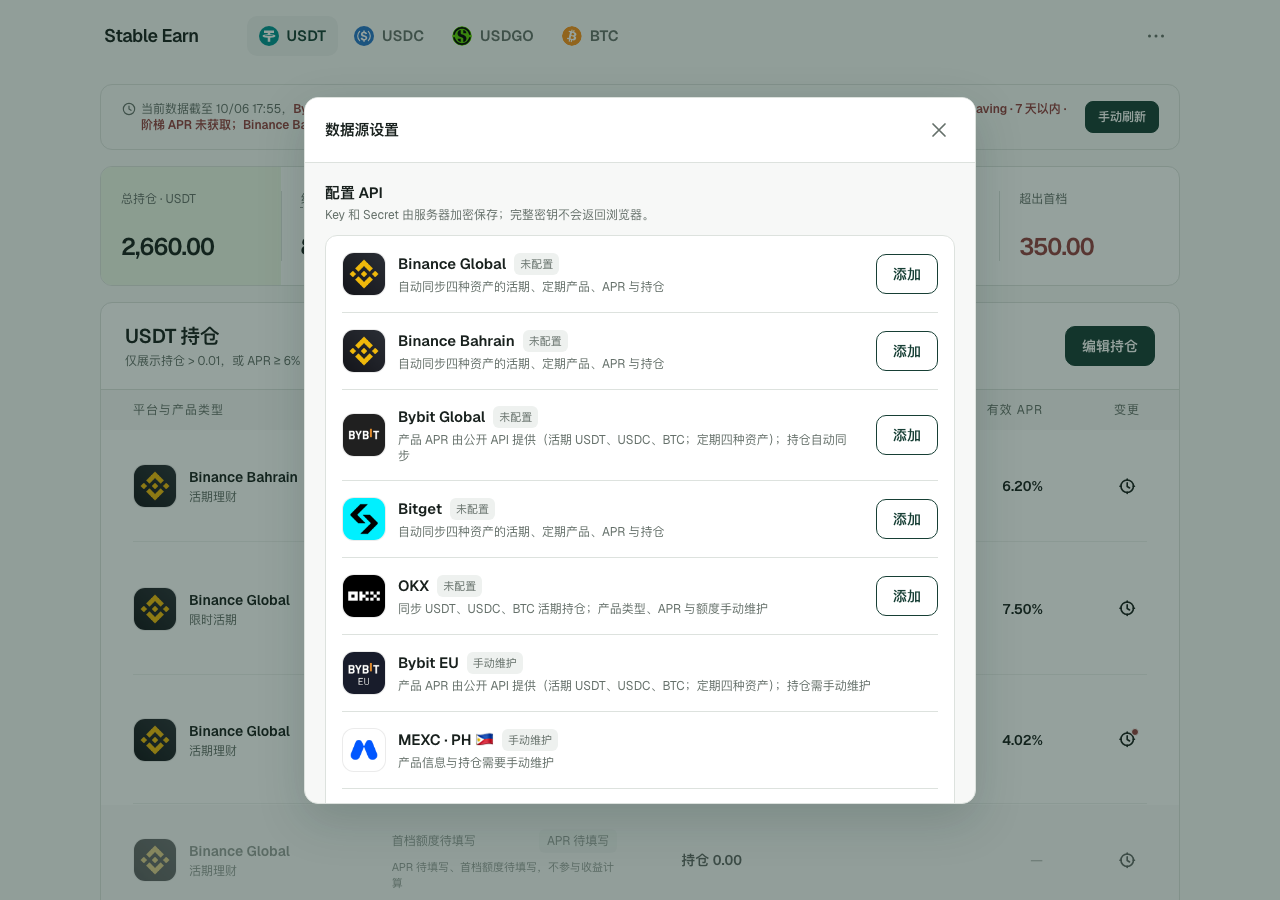 Stable Earn
USDT
USDC
USDGO
BTC
当前数据截至 10/06 17:55，
aving · 7 天以内 ·
阶梯 APR 未获取；Binance Ba
手动刷新
总持仓 · USDT
2,660.00
超出首档
350.00
USDT 持仓
仅展示持仓 > 0.01，或 APR ≥ 6%
编辑持仓
平台与产品类型
有效 APR
变更
Binance Bahrain
活期理财
6.20%
Binance Global
限时活期
7.50%
Binance Global
活期理财
4.02%
Binance Global
活期理财
首档额度待填写
APR 待填写
APR 待填写、首档额度待填写，不参与收益计
算
持仓 0.00
—
数据源设置
配置 API
Key 和 Secret 由服务器加密保存；完整密钥不会返回浏览器。
Binance Global
未配置
自动同步四种资产的活期、定期产品、APR 与持仓
添加
Binance Bahrain
未配置
自动同步四种资产的活期、定期产品、APR 与持仓
添加
BYBIT
Bybit Global
未配置
产品 APR 由公开 API 提供（活期 USDT、USDC、BTC；定期四种资产）；持仓自动同
步
添加
Bitget
未配置
自动同步四种资产的活期、定期产品、APR 与持仓
添加
OKX
OKX
未配置
同步 USDT、USDC、BTC 活期持仓；产品类型、APR 与额度手动维护
添加
BYBIT
EU
Bybit EU
手动维护
产品 APR 由公开 API 提供（活期 USDT、USDC、BTC；定期四种资产）；持仓需手动维护
MEXC · PH 🇵🇭
手动维护
产品信息与持仓需要手动维护